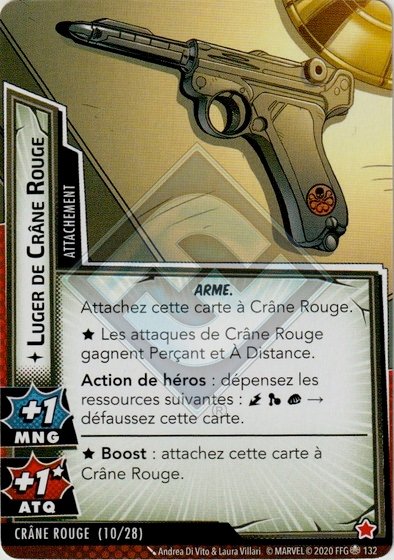 ✦ LUGER DE CRÂNE ROUGE
ATTACHEMENT
ARME.
Attachez cette carte à Crâne Rouge.
★ Les attaques de Crâne Rouge
gagnent Perçant et À Distance.
Action de héros : dépensez les
ressources suivantes : →
défaussez cette carte.
★ Boost : attachez cette carte à
Crâne Rouge.
+1
MNG
+1★
ATQ
CRÂNE ROUGE (10/28)
Andrea Di Vito & Laura Villari © MARVEL © 2020 FFG 132
®